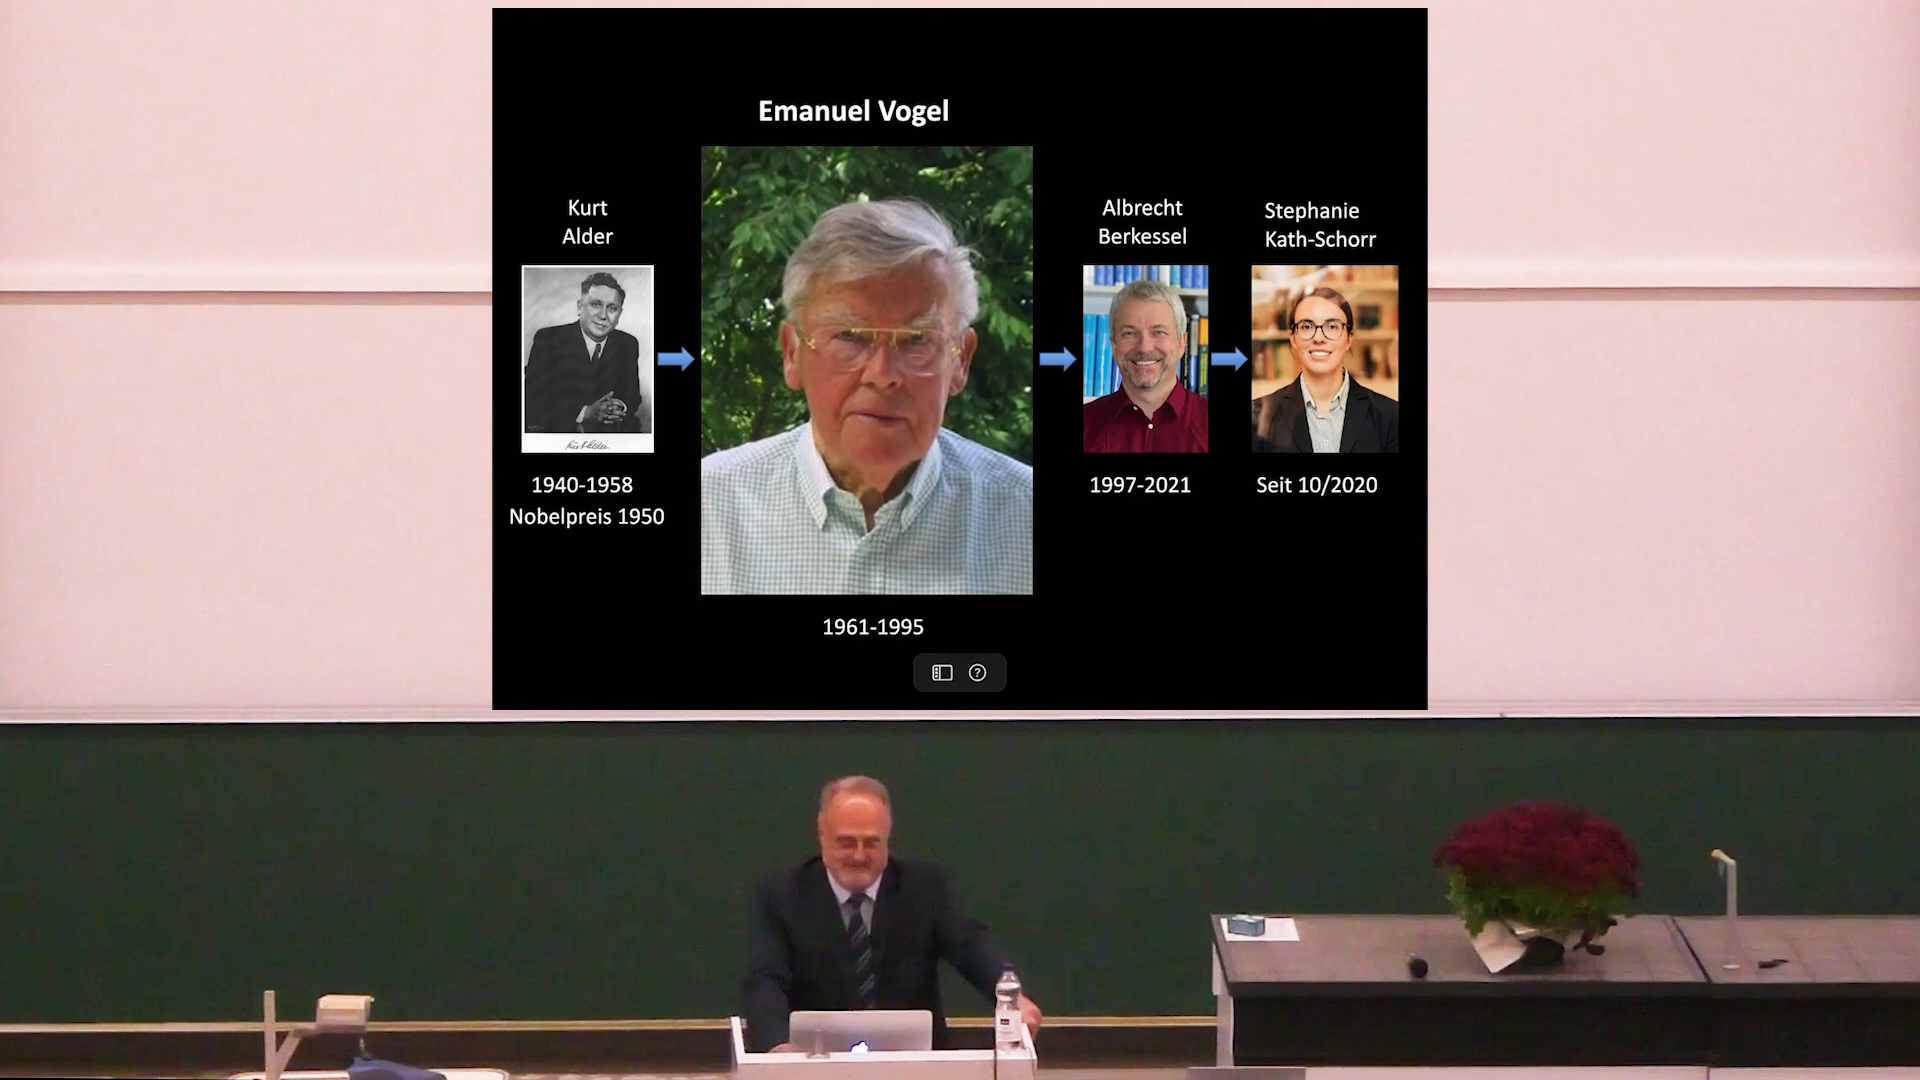 Emanuel Vogel
Kurt
Alder
1940-1958
Nobelpreis 1950
1961-1995
Albrecht
Berkessel
1997-2021
Stephanie
Kath-Schorr
Seit 10/2020